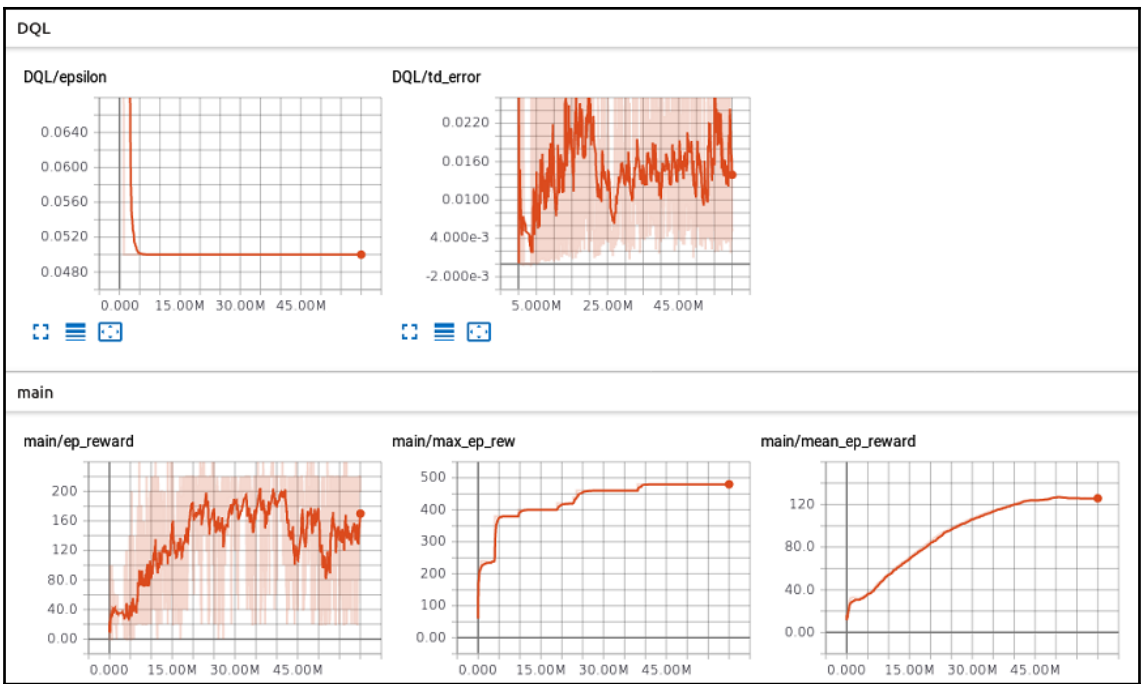 DQL
DQL/epsilon
0.0640
0.0600
0.0560
0.0520
0.0480
0.000 15.00M 30.00M 45.00M
DQL/td_error
0.0220
0.0160
0.0100
4.000e-3
-2.000e-3
5.0000M 25.00M 45.00M
main
main/ep_reward
200
160
120
80.0
40.0
0.00
0.000 15.00M 30.00M 45.00M
main/max_ep_rew
500
400
300
200
100
0.00
0.000 15.00M 30.00M 45.00M
main/mean_ep_reward
120
80.0
40.0
0.00
0.000 15.00M 30.00M 45.00M